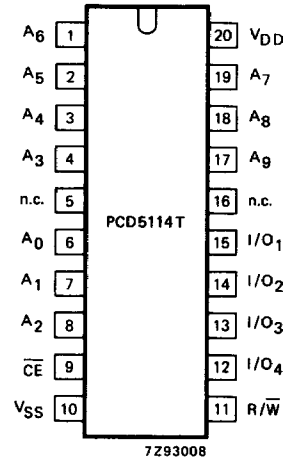 A6 1 20 VDD
A5 2 19 A7
A4 3 18 A8
A3 4 17 A9
n.c. 5 16 n.c.
PCD5114T
A0 6 15 I/O1
A1 7 14 I/O2
A2 8 13 I/O3
C̅E̅ 9 12 I/O4
VSS 10 11 R/W̅
7Z93008